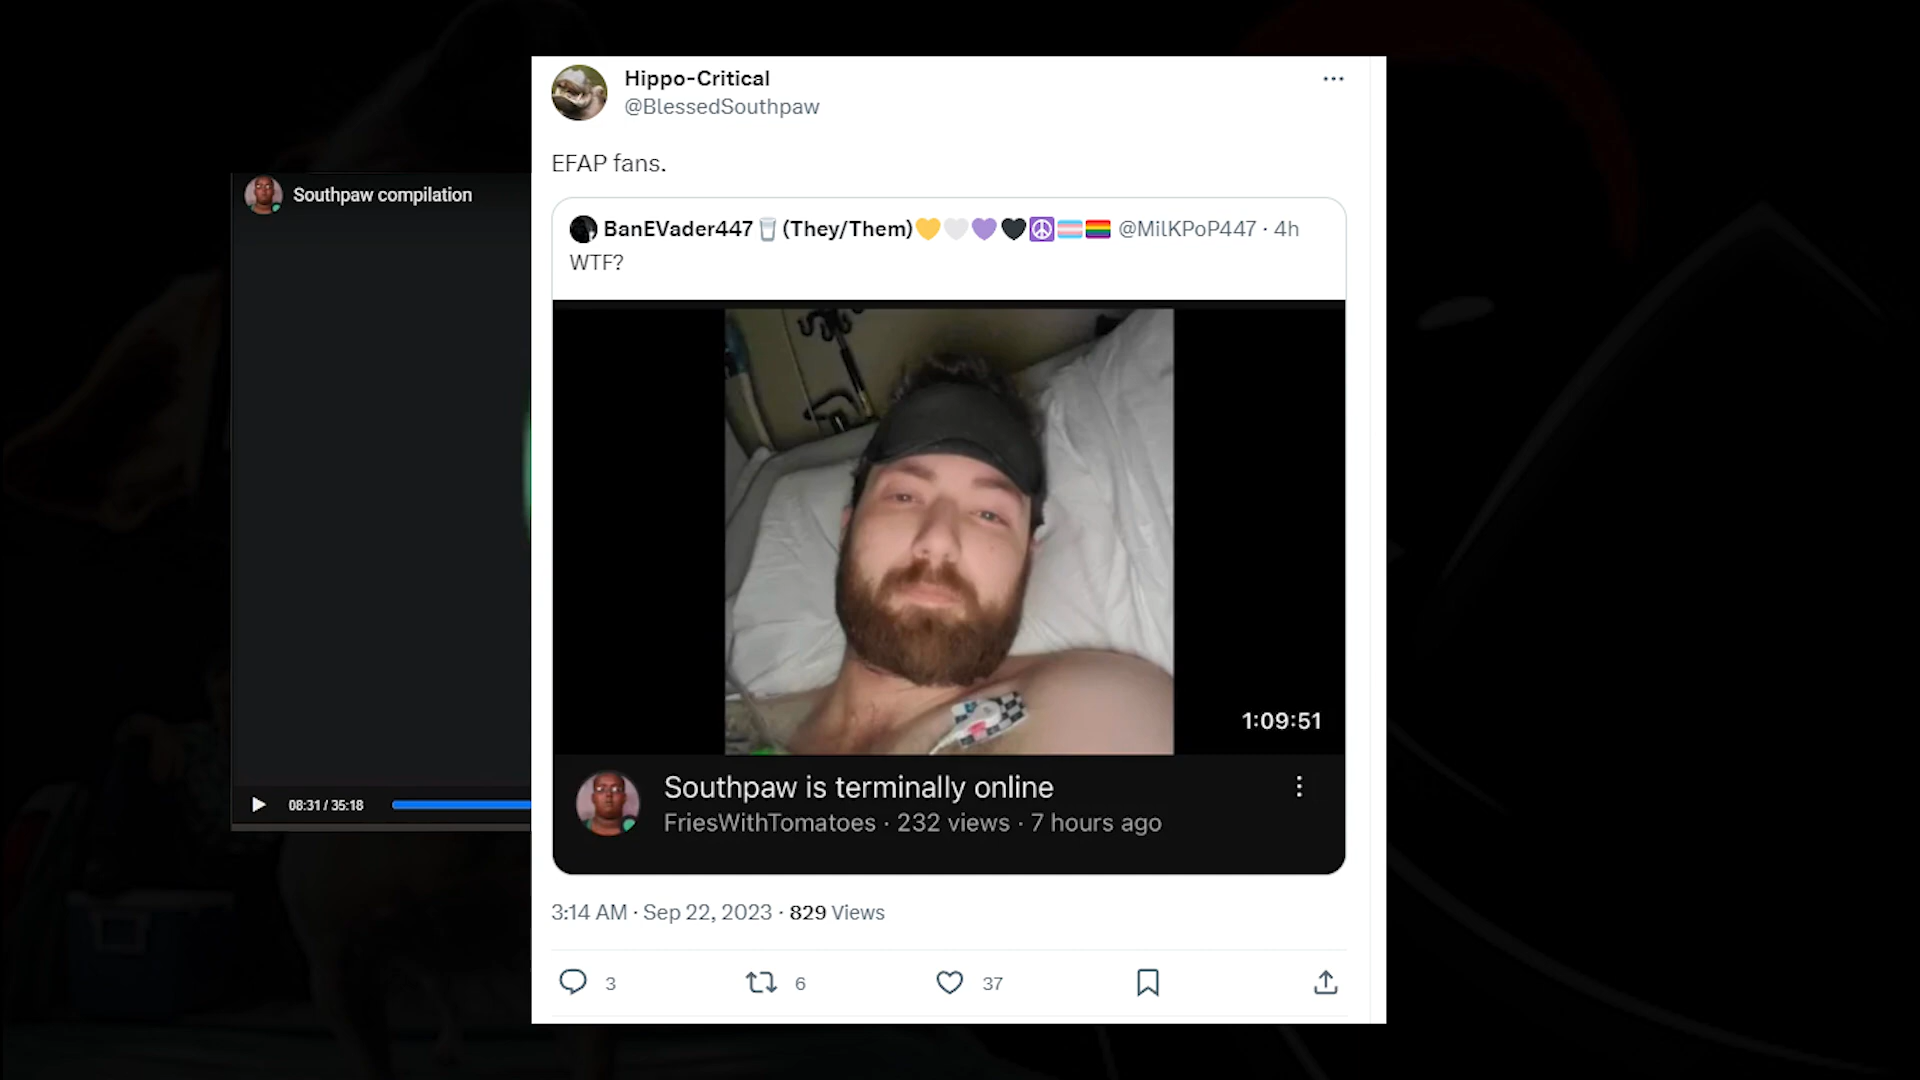 Southpaw compilation
08:31 / 35:18
Hippo-Critical
@BlessedSouthpaw
EFAP fans.
BanEVader447🥛(They/Them)💛🤍💜🖤☮️🏳️‍⚧️🏳️‍🌈 @MilKPoP447 · 4h
WTF?
1:09:51
Southpaw is terminally online
FriesWithTomatoes · 232 views · 7 hours ago
3:14 AM · Sep 22, 2023 · 829 Views
3 6 37